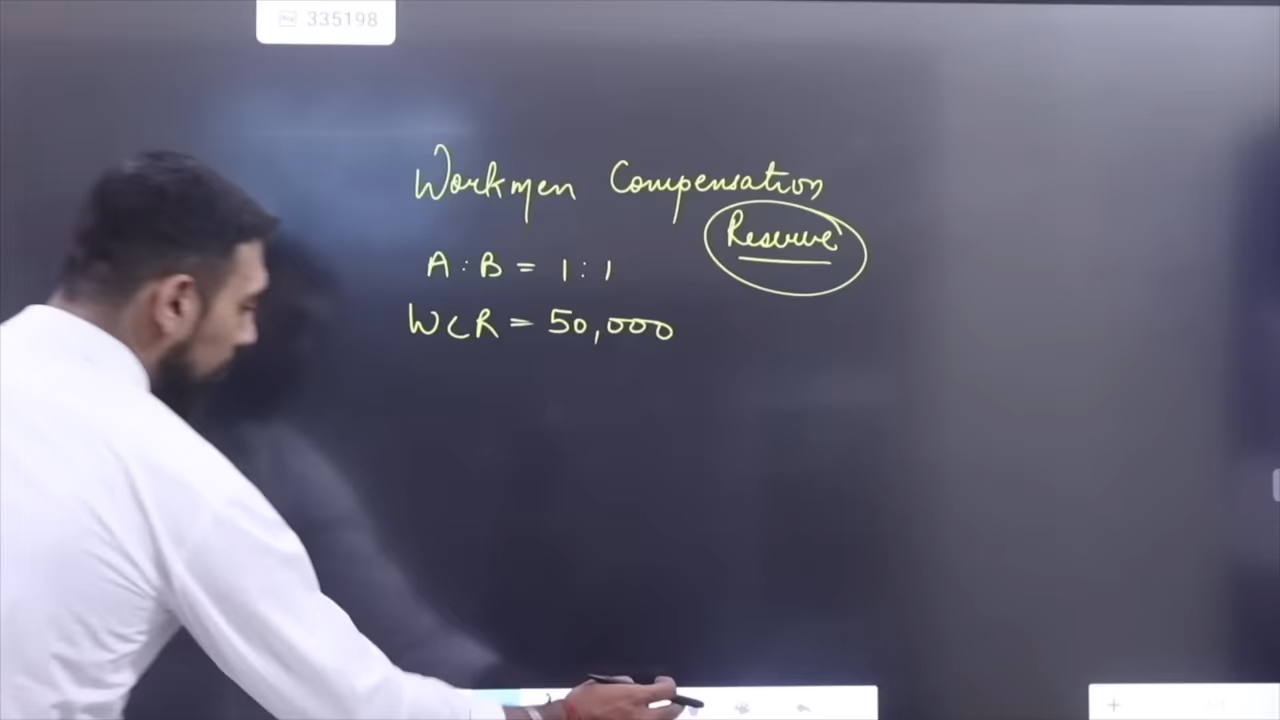 335198
Workmen Compensation
Reserve
A : B = 1 : 1
WCR = 50,000